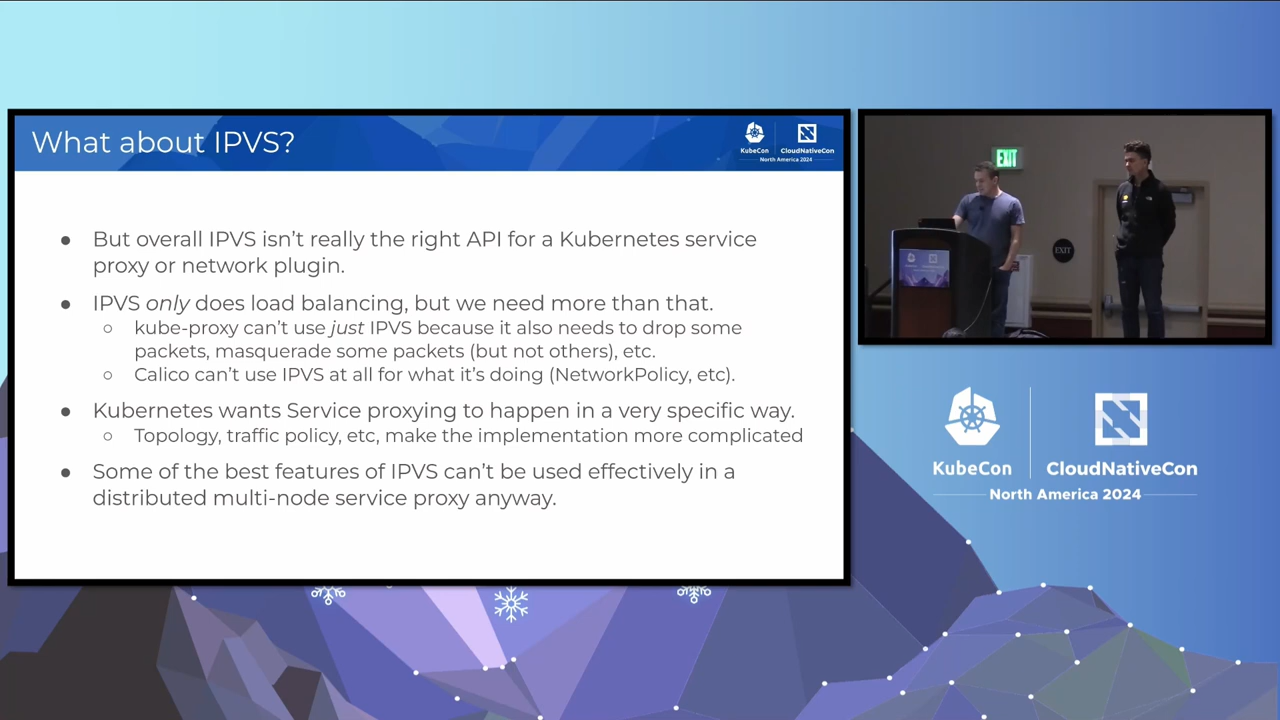 What about IPVS?
KubeCon
CloudNativeCon
North America 2024
● But overall IPVS isn’t really the right API for a Kubernetes service
proxy or network plugin.
● IPVS only does load balancing, but we need more than that.
○ kube-proxy can’t use just IPVS because it also needs to drop some
packets, masquerade some packets (but not others), etc.
○ Calico can’t use IPVS at all for what it’s doing (NetworkPolicy, etc).
● Kubernetes wants Service proxying to happen in a very specific way.
○ Topology, traffic policy, etc, make the implementation more complicated
● Some of the best features of IPVS can’t be used effectively in a
distributed multi-node service proxy anyway.
EXIT
EXIT
KubeCon
CloudNativeCon
North America 2024